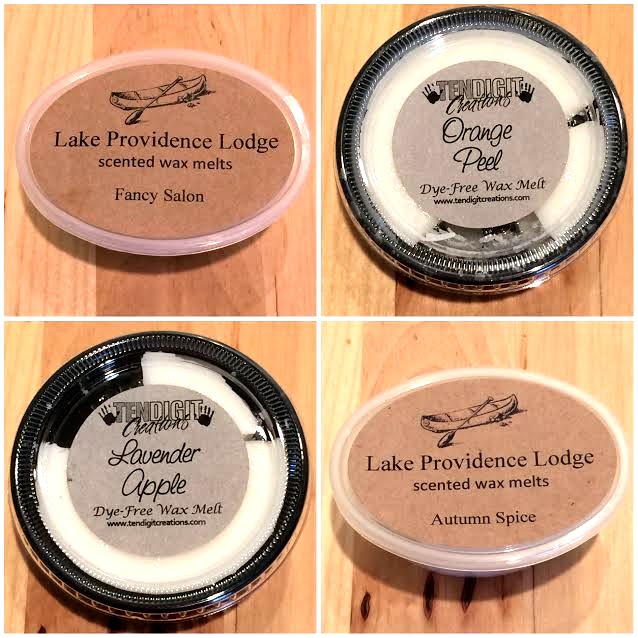 Lake Providence Lodge
scented wax melts
Fancy Salon
TENDIGIT
Creations
Orange
Peel
Dye-Free Wax Melt
www.tendigitcreations.com
TENDIGIT
Creations
Lavender
Apple
Dye-Free Wax Melt
www.tendigitcreations.com
Lake Providence Lodge
scented wax melts
Autumn Spice